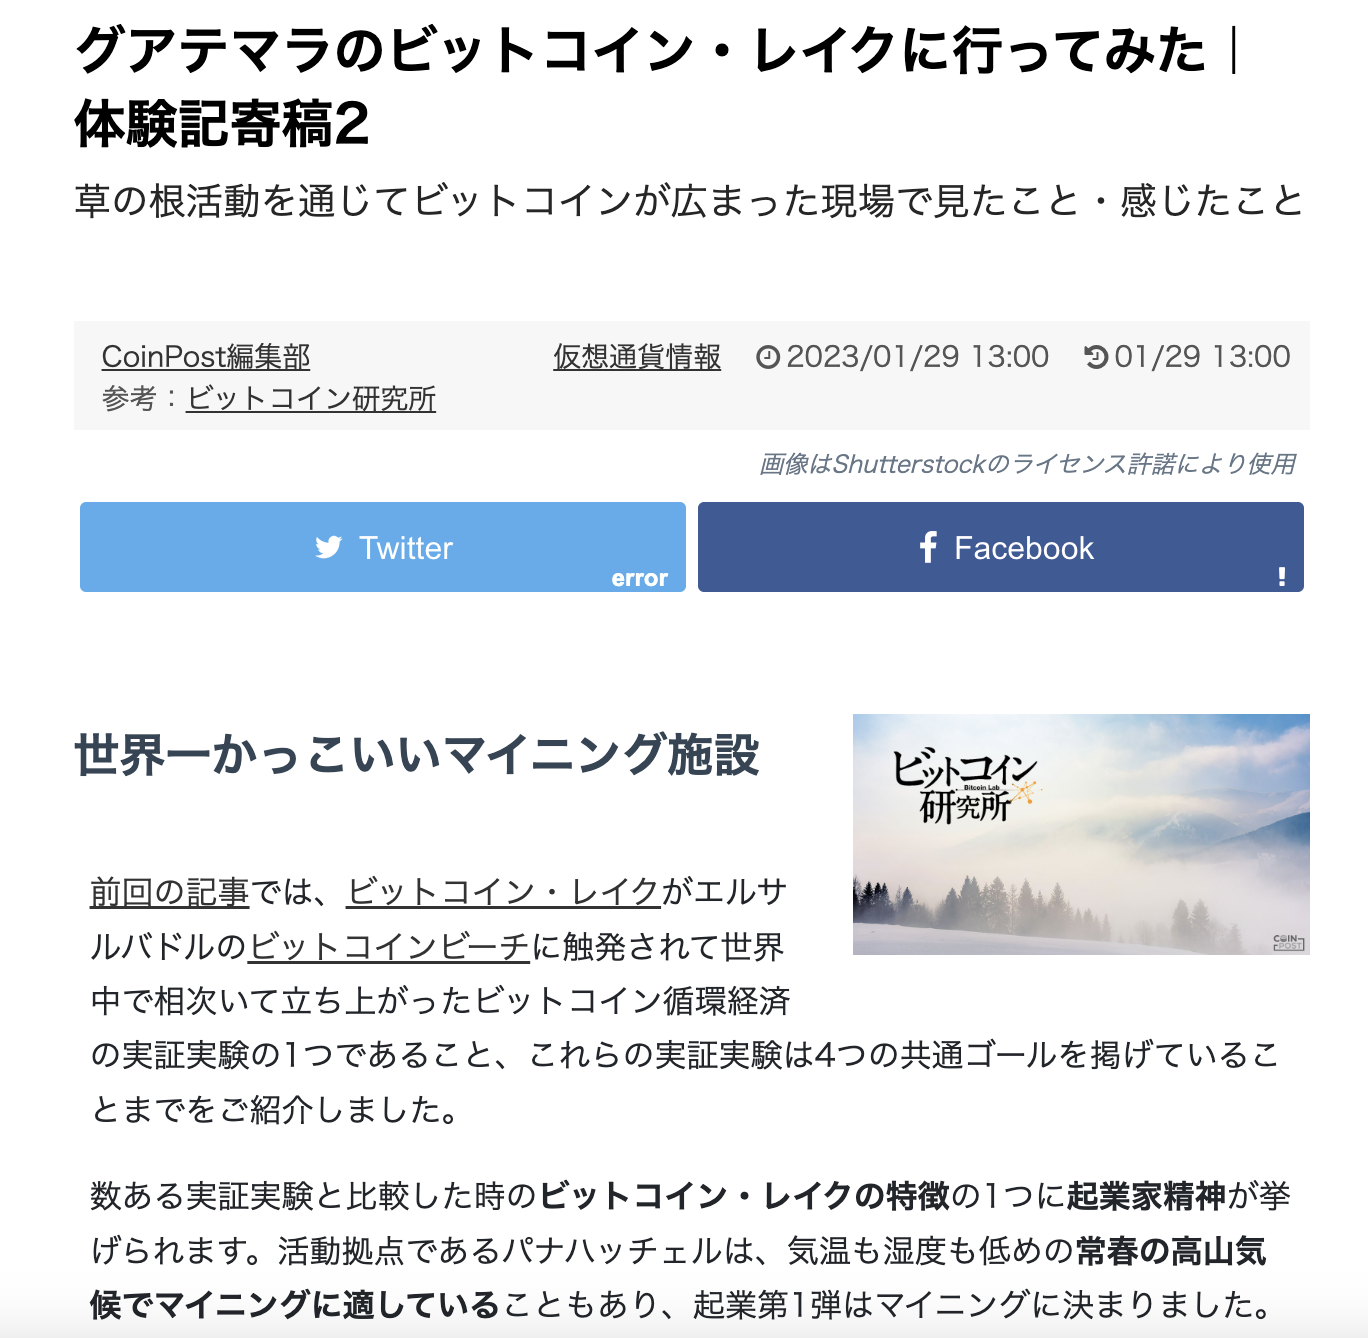 グアテマラのビットコイン・レイクに行ってみた｜
体験記寄稿2
草の根活動を通じてビットコインが広まった現場で見たこと・感じたこと
CoinPost編集部 仮想通貨情報 2023/01/29 13:00 01/29 13:00
参考：ビットコイン研究所
画像はShutterstockのライセンス許諾により使用
Twitter error
Facebook !
世界一かっこいいマイニング施設
ビットコイン
Bitcoin Lab
研究所
COIN
POST
前回の記事では、ビットコイン・レイクがエルサ
ルバドルのビットコインビーチに触発されて世界
中で相次いて立ち上がったビットコイン循環経済
の実証実験の1つであること、これらの実証実験は4つの共通ゴールを掲げているこ
とまでをご紹介しました。
数ある実証実験と比較した時のビットコイン・レイクの特徴の1つに起業家精神が挙
げられます。活動拠点であるパナハッチェルは、気温も湿度も低めの常春の高山気
候でマイニングに適していることもあり、起業第1弾はマイニングに決まりました。